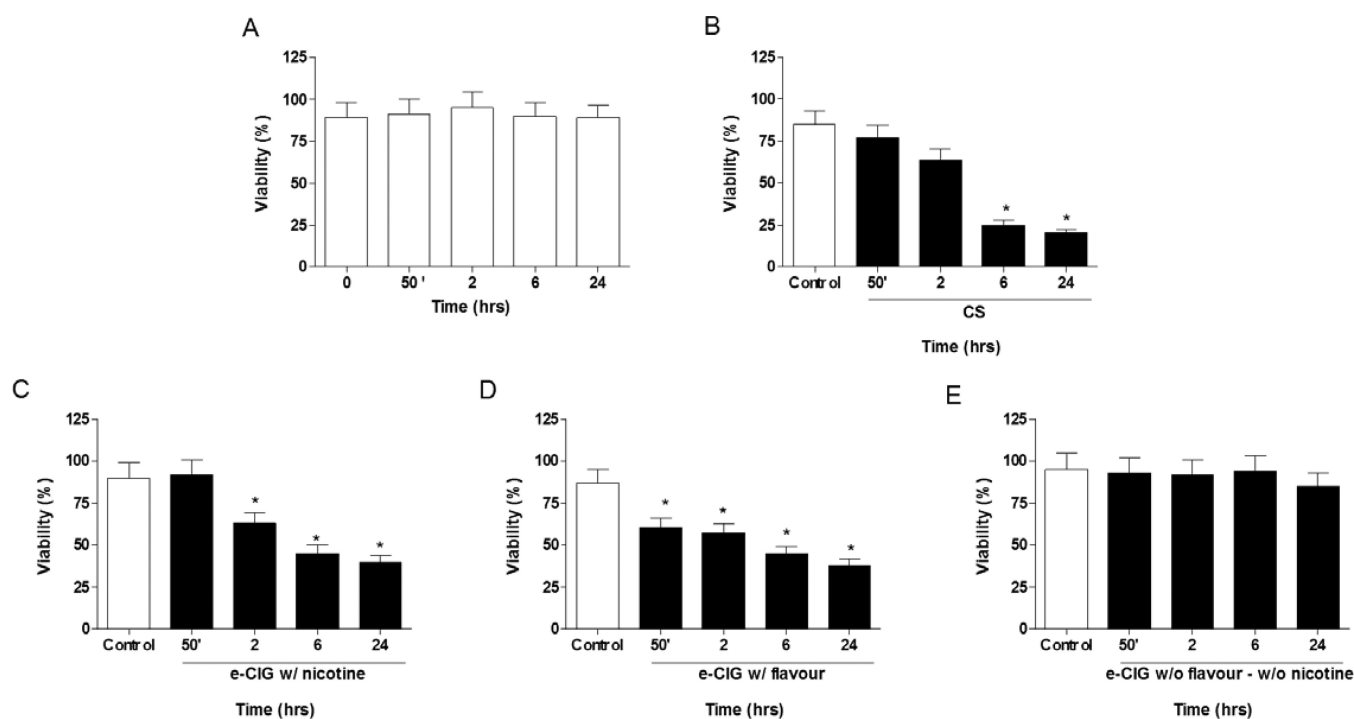 A
125
100
75
50
25
0
Viability (%)
0 50 ' 2 6 24
Time (hrs)
B
125
100
75
50
25
0
Viability (%)
* *
Control 50' 2 6 24
CS
Time (hrs)
C
125
100
75
50
25
0
Viability (%)
* * *
Control 50' 2 6 24
e-CIG w/ nicotine
Time (hrs)
D
125
100
75
50
25
0
Viability (%)
* * * *
Control 50' 2 6 24
e-CIG w/ flavour
Time (hrs)
E
125
100
75
50
25
0
Viability (%)
Control 50' 2 6 24
e-CIG w/o flavour - w/o nicotine
Time (hrs)